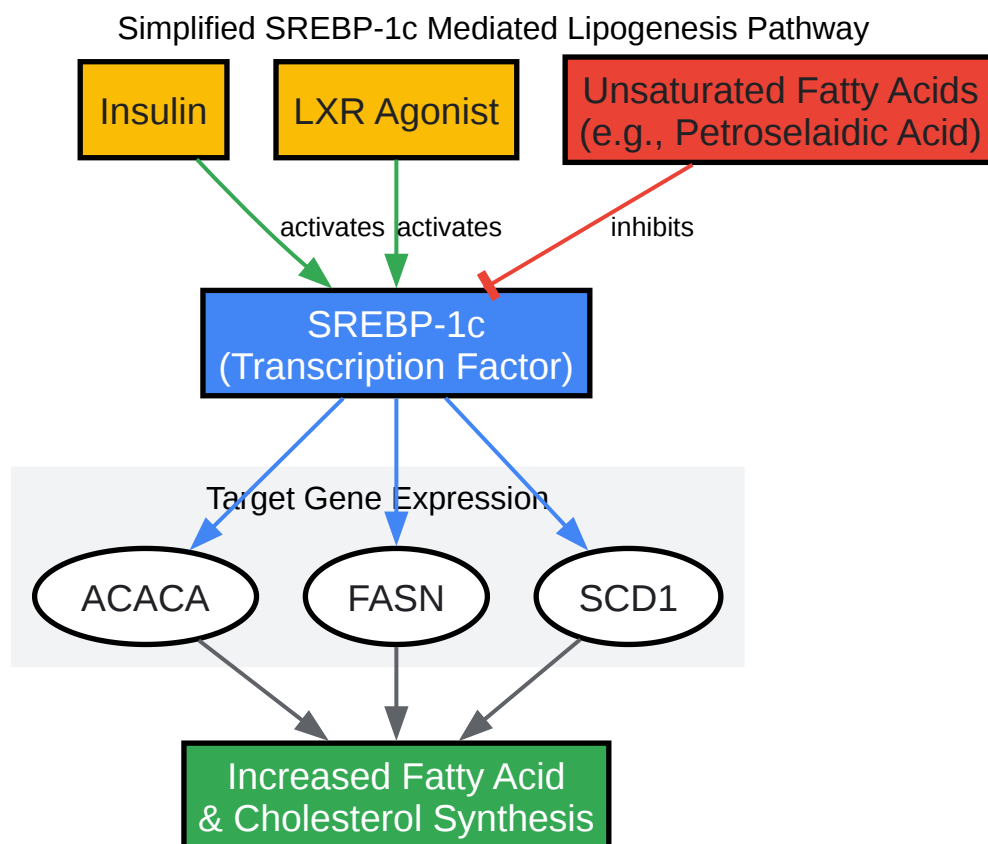 Simplified SREBP-1c Mediated Lipogenesis Pathway
Insulin
LXR Agonist
Unsaturated Fatty Acids
(e.g., Petroselaidic Acid)
activates
activates
inhibits
SREBP-1c
(Transcription Factor)
Target Gene Expression
ACACA
FASN
SCD1
Increased Fatty Acid
& Cholesterol Synthesis